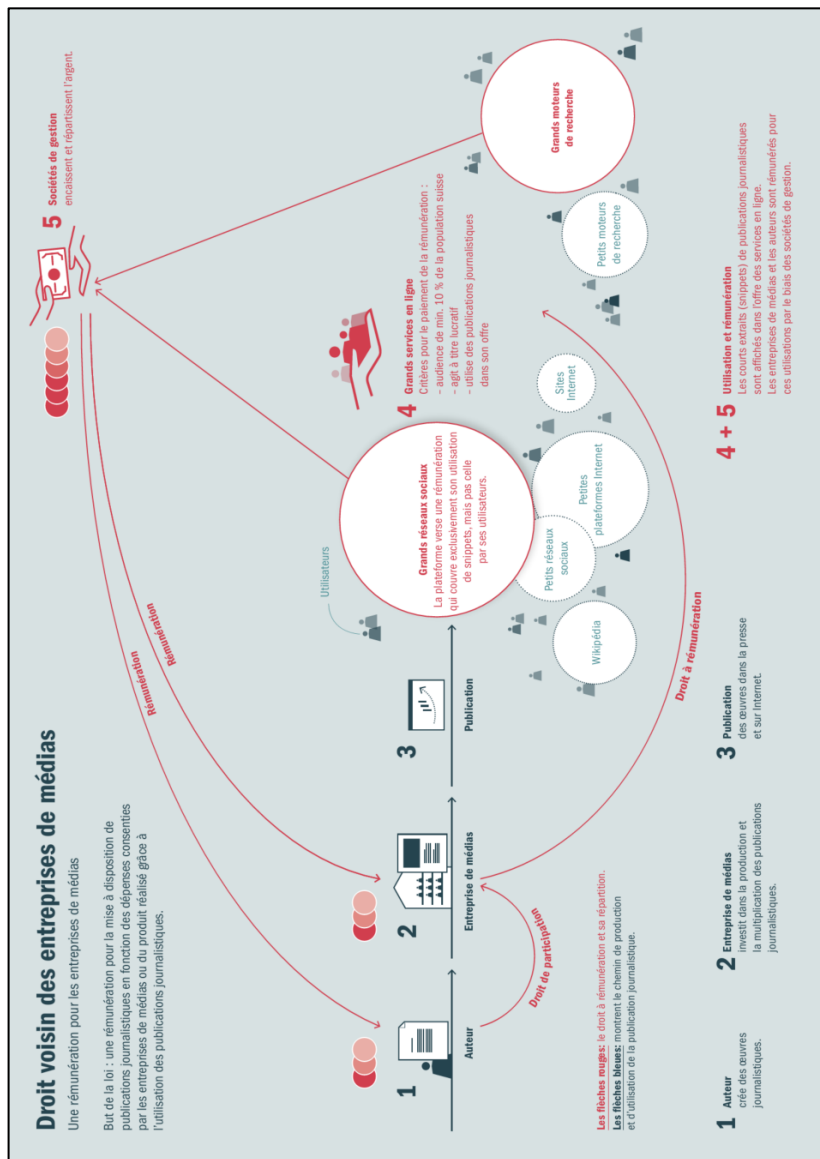 Droit voisin des entreprises de médias
Une rémunération pour les entreprises de médias
But de la loi : une rémunération pour la mise à disposition de
publications journalistiques en fonction des dépenses consenties
par les entreprises de médias ou du produit réalisé grâce à
l'utilisation des publications journalistiques.
5 Sociétés de gestion
encaissent et répartissent l'argent.
Rémunération
Rémunération
1
Auteur
2
Entreprise de médias
3
Publication
Droit de participation
Utilisateurs
Grands réseaux sociaux
La plateforme verse une rémunération
qui couvre exclusivement son utilisation
de snippets, mais pas celle
par ses utilisateurs.
4 Grands services en ligne
Critères pour le paiement de la rémunération :
– audience de min. 10 % de la population suisse
– agit à titre lucratif
– utilise des publications journalistiques
dans son offre
Grands moteurs
de recherche
Petits moteurs
de recherche
Sites
Internet
Petites
plateformes Internet
Petits réseaux
sociaux
Wikipédia
Droit à rémunération
Les flèches rouges: le droit à rémunération et sa répartition.
Les flèches bleues: montrent le chemin de production
et d'utilisation de la publication journalistique.
1 Auteur
crée des œuvres
journalistiques.
2 Entreprise de médias
investit dans la production et
la multiplication des publications
journalistiques.
3 Publication
des œuvres dans la presse
et sur Internet.
4 + 5 Utilisation et rémunération
Les courts extraits (snippets) de publications journalistiques
sont affichés dans l'offre des services en ligne.
Les entreprises de médias et les auteurs sont rémunérés pour
ces utilisations par le biais des sociétés de gestion.